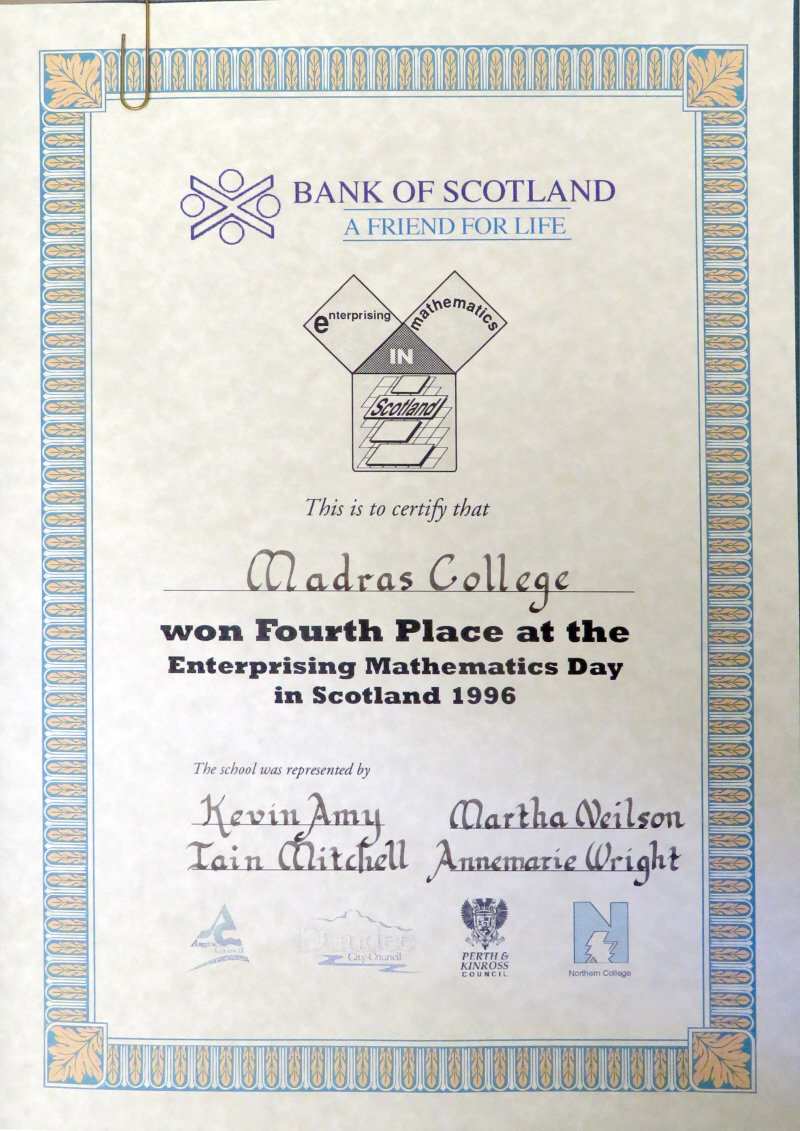 BANK OF SCOTLAND
A FRIEND FOR LIFE
enterprising
mathematics
IN
Scotland
This is to certify that
Madras College
won Fourth Place at the
Enterprising Mathematics Day
in Scotland 1996
The school was represented by
Kevin Amy Martha Neilson
Iain Mitchell Annemarie Wright
Angus Council
Dundee
City Council
PERTH &
KINROSS
COUNCIL
Northern College